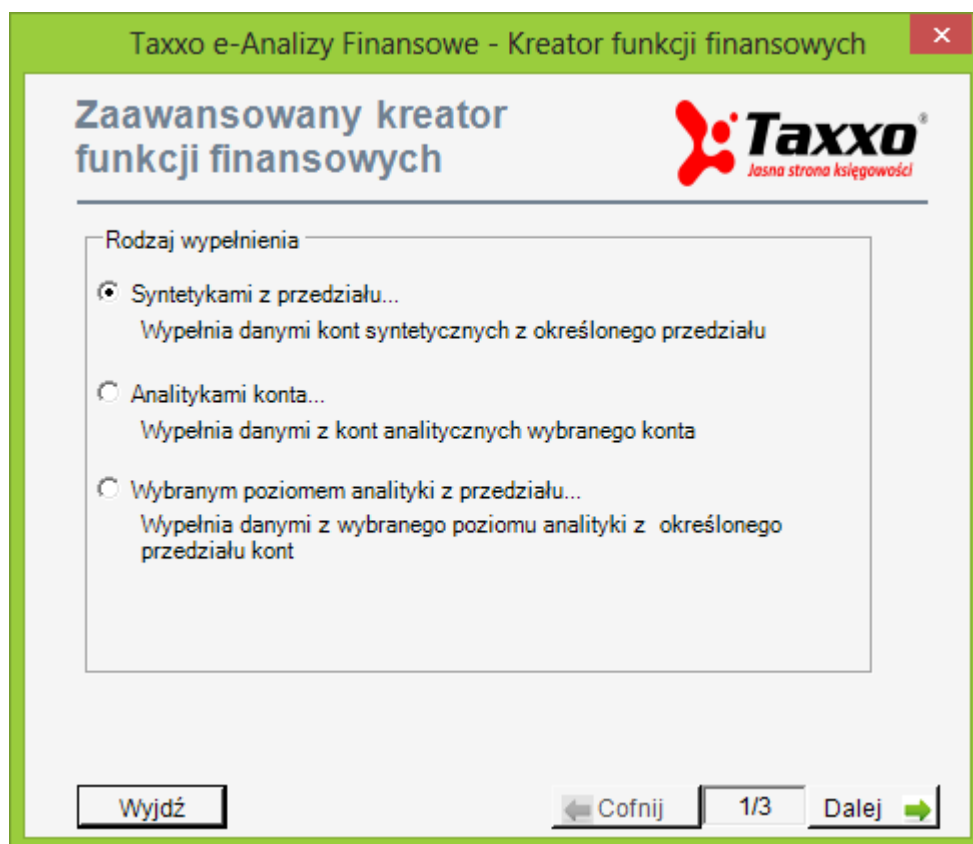 Taxxo e-Analizy Finansowe - Kreator funkcji finansowych
Zaawansowany kreator
funkcji finansowych
Taxxo®
Jasna strona księgowości
Rodzaj wypełnienia
Syntetykami z przedziału...
Wypełnia danymi kont syntetycznych z określonego przedziału
Analitykami konta...
Wypełnia danymi z kont analitycznych wybranego konta
Wybranym poziomem analityki z przedziału...
Wypełnia danymi z wybranego poziomu analityki z określonego
przedziału kont
Wyjdź Cofnij 1/3 Dalej